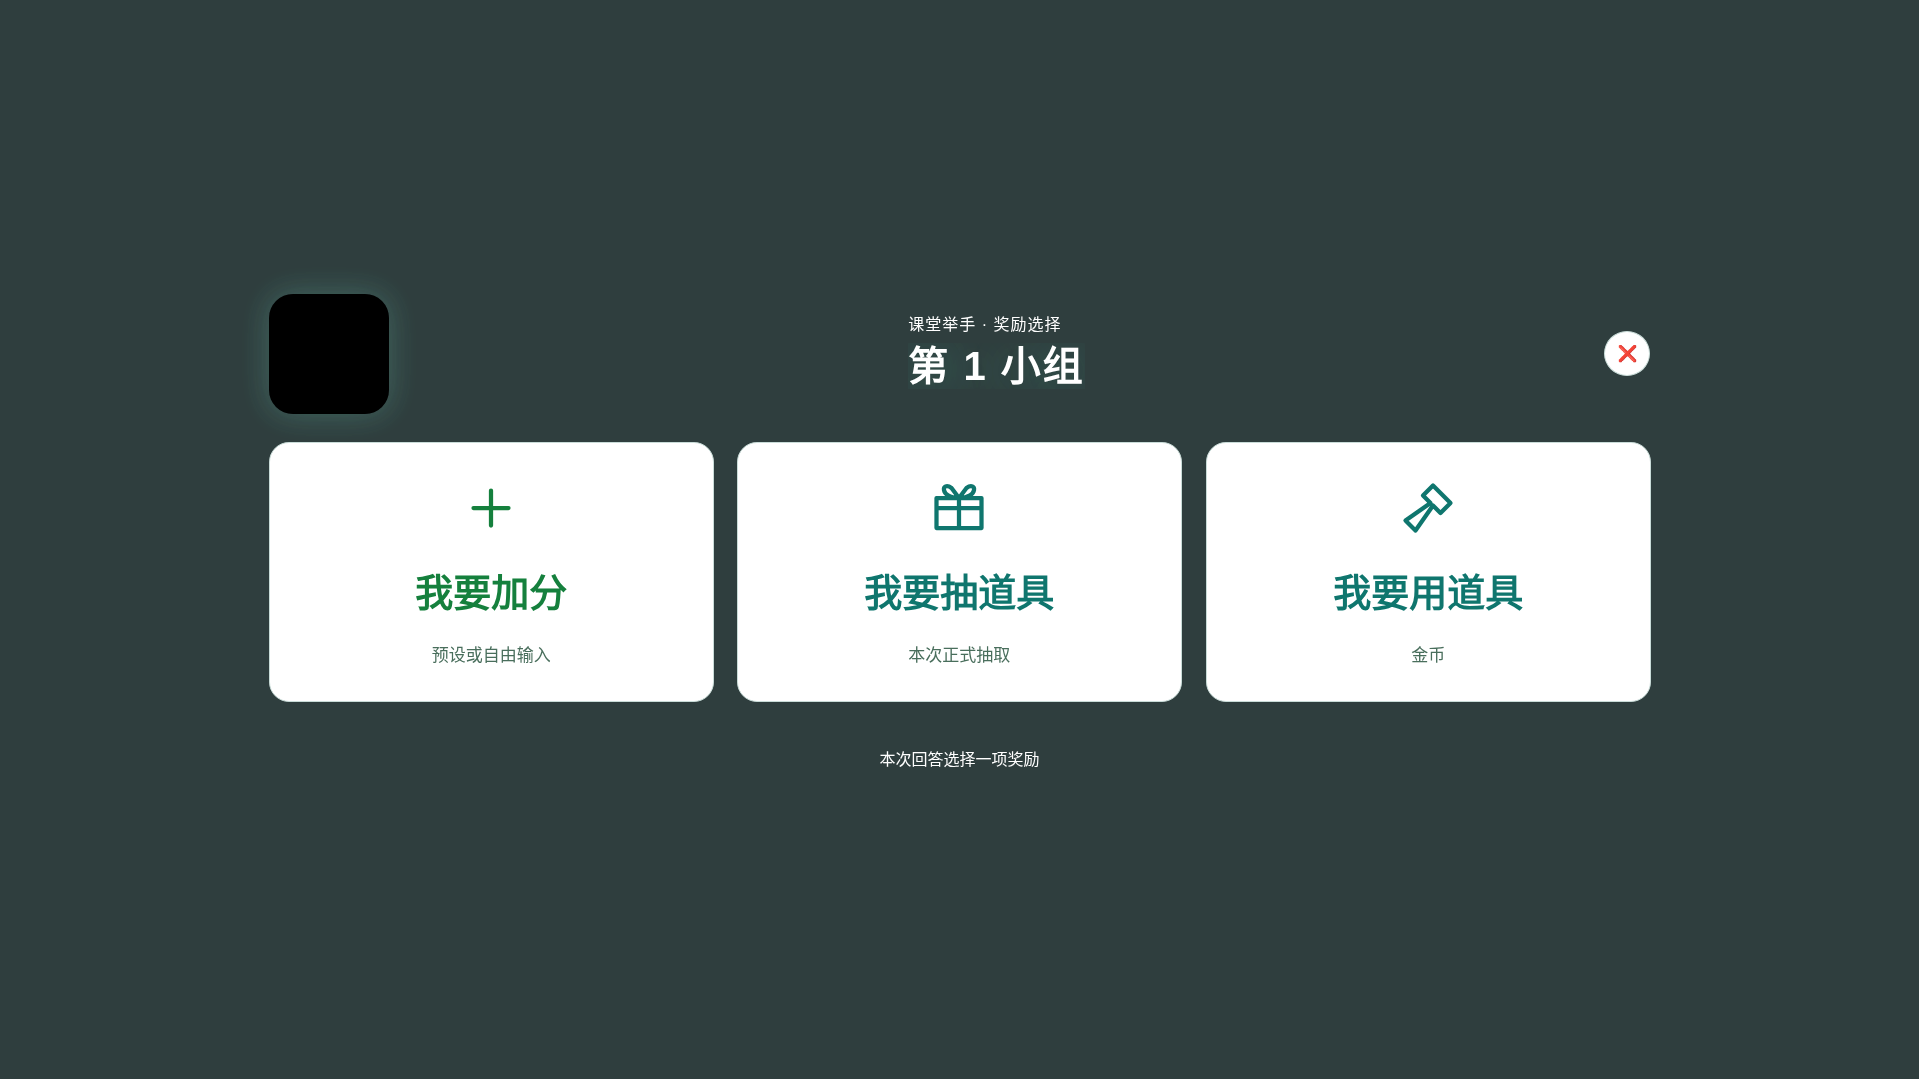 课堂举手 · 奖励选择
第 1 小组
我要加分
预设或自由输入
我要抽道具
本次正式抽取
我要用道具
金币
本次回答选择一项奖励